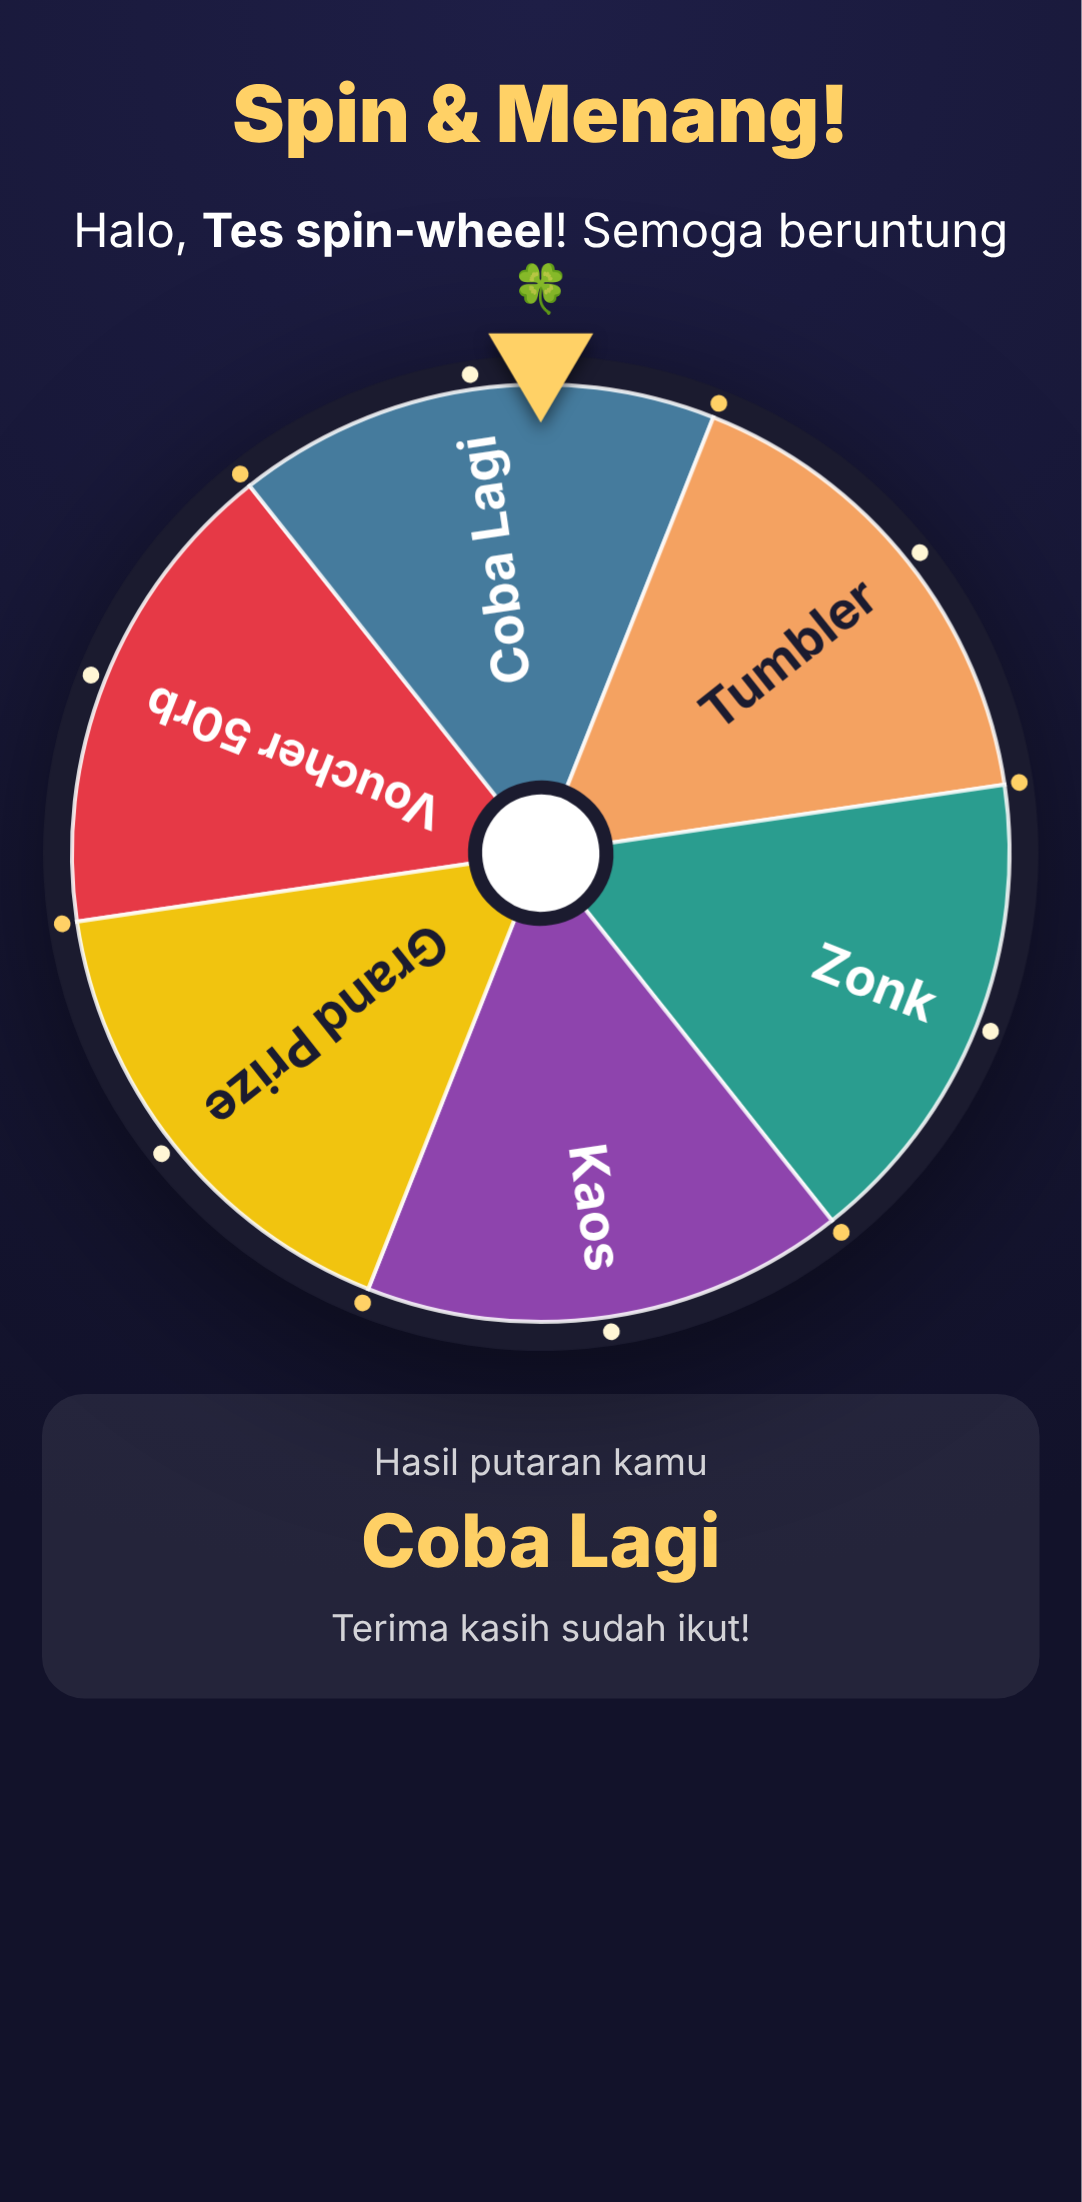 Spin & Menang!
Halo, Tes spin-wheel! Semoga beruntung
🍀
Coba Lagi
Tumbler
Voucher 50rb
Zonk
Grand Prize
Kaos
Hasil putaran kamu
Coba Lagi
Terima kasih sudah ikut!